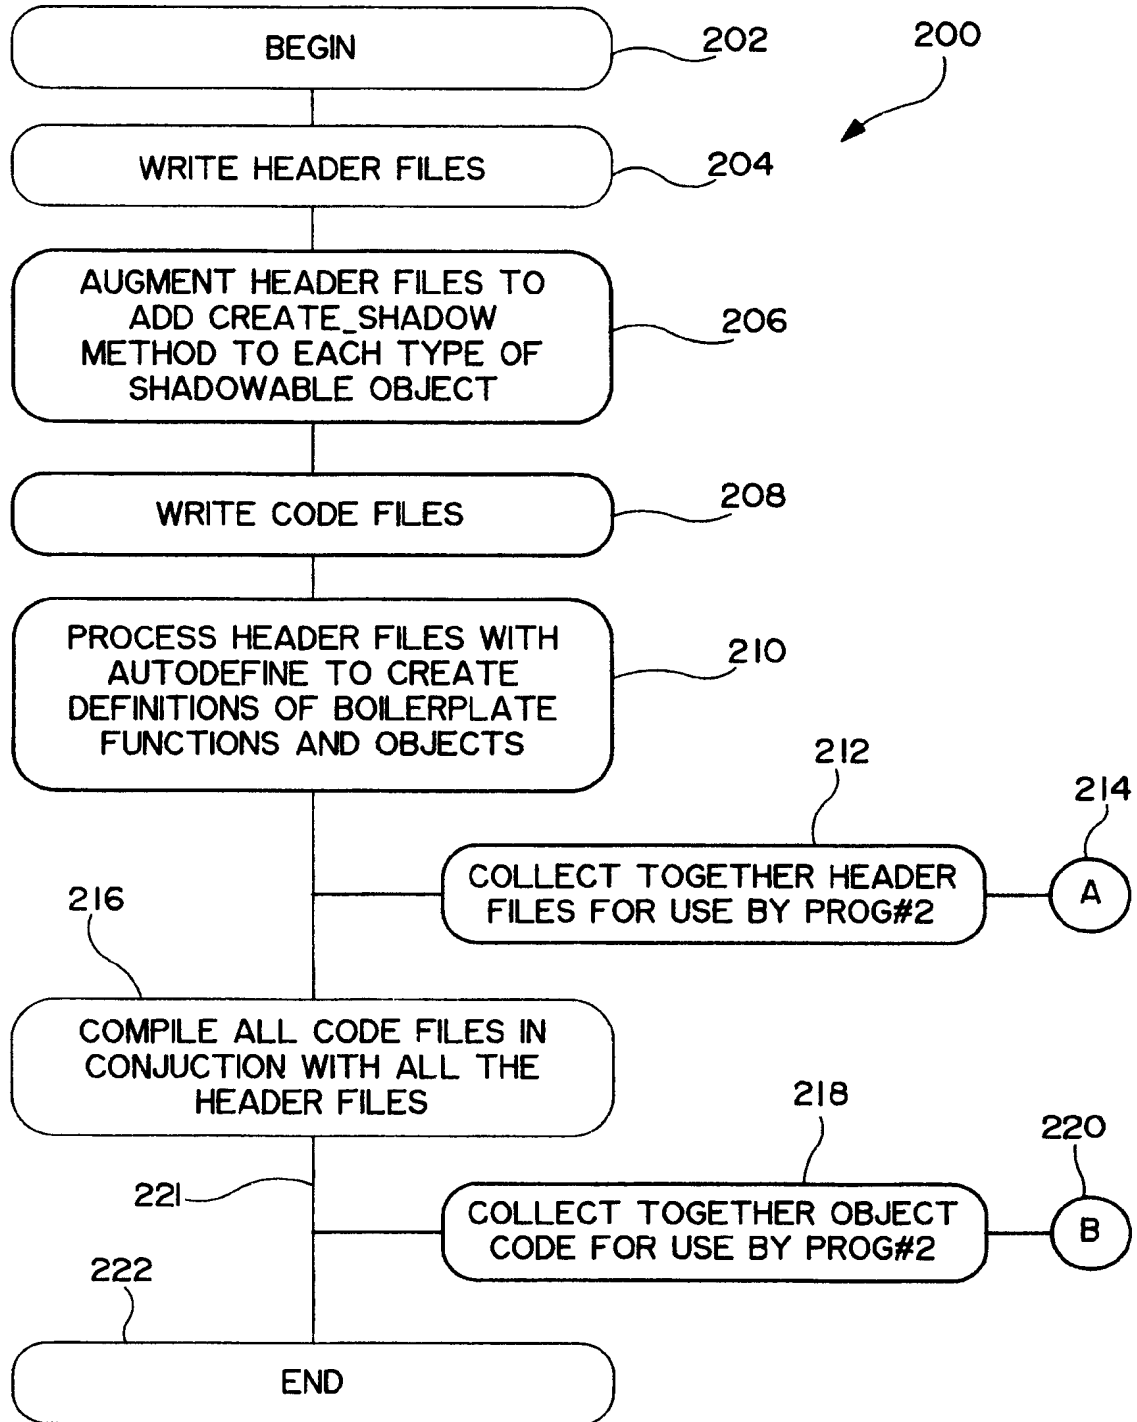 BEGIN
202
200
WRITE HEADER FILES
204
AUGMENT HEADER FILES TO
ADD CREATE_SHADOW
METHOD TO EACH TYPE OF
SHADOWABLE OBJECT
206
WRITE CODE FILES
208
PROCESS HEADER FILES WITH
AUTODEFINE TO CREATE
DEFINITIONS OF BOILERPLATE
FUNCTIONS AND OBJECTS
210
212
214
COLLECT TOGETHER HEADER
FILES FOR USE BY PROG#2
A
216
COMPILE ALL CODE FILES IN
CONJUCTION WITH ALL THE
HEADER FILES
218
220
221
COLLECT TOGETHER OBJECT
CODE FOR USE BY PROG#2
B
222
END